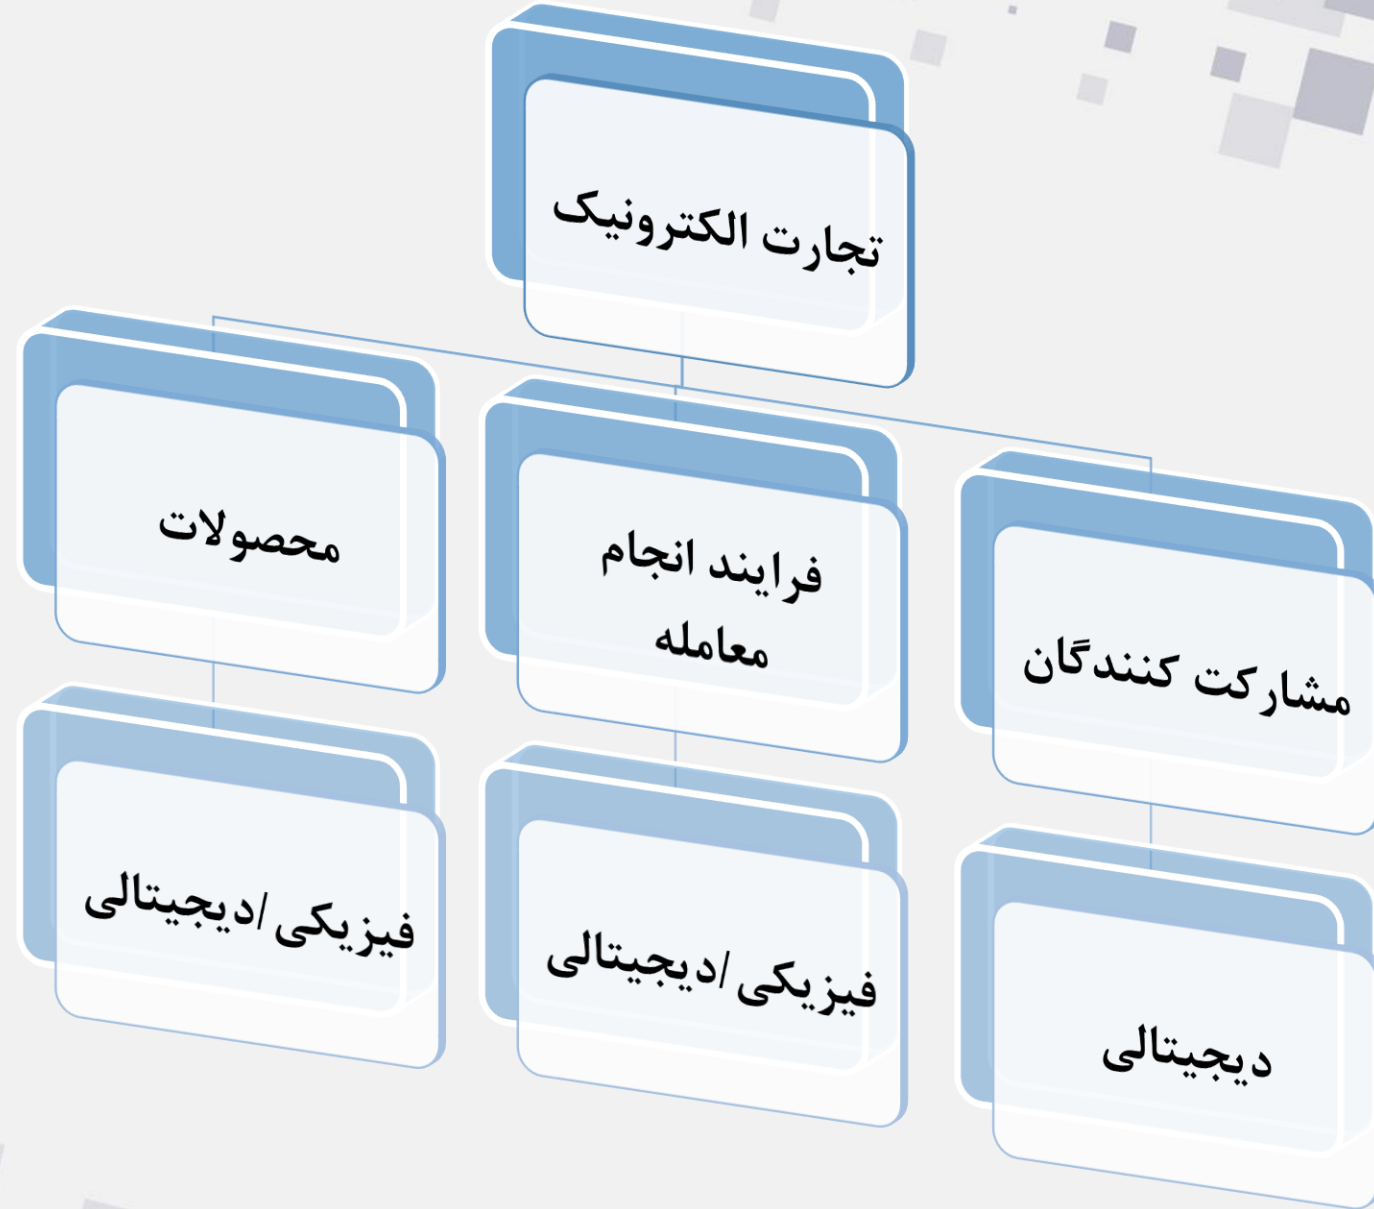 تجارت الکترونیک
مشارکت کنندگان
فرایند انجام
معامله
محصولات
دیجیتالی
فیزیکی /دیجیتالی
فیزیکی /دیجیتالی